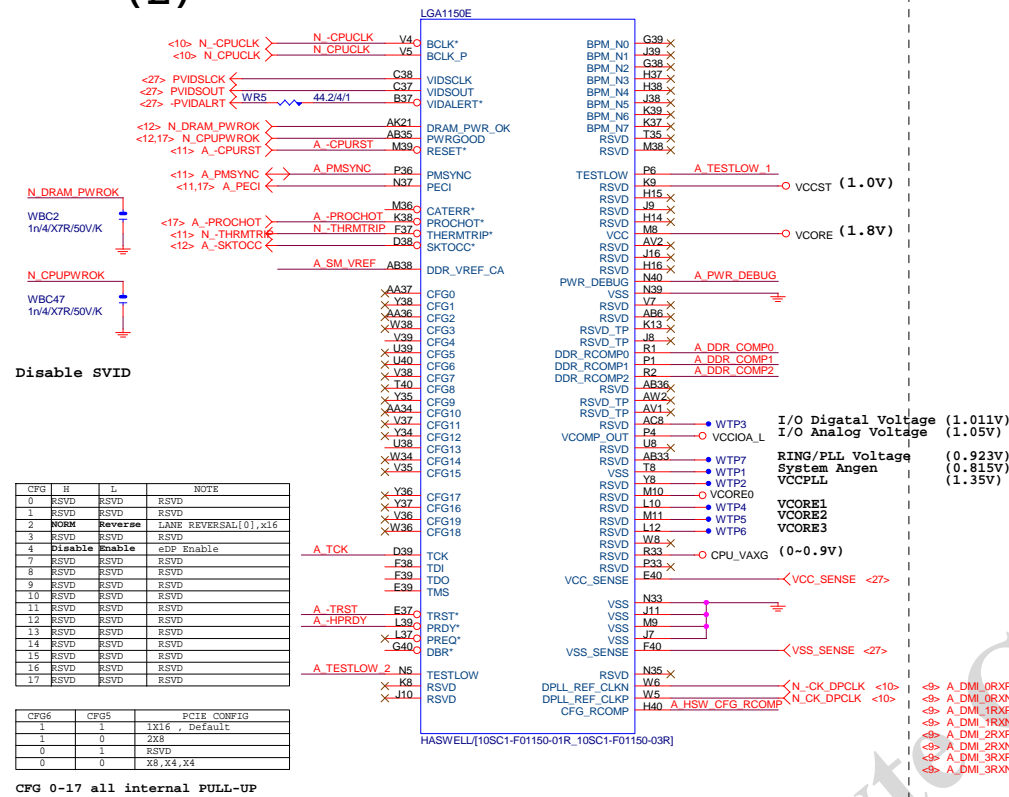 (E)
LGA1150E
<10> N_-CPUCLK N_-CPUCLK V4 BCLK* BPM_N0 G39
<10> N_CPUCLK N_CPUCLK V5 BCLK_P BPM_N1 J39
BPM_N2 G38
<27> PVIDSLCK C38 VIDSCLK BPM_N3 H37
<27> PVIDSOUT C37 VIDSOUT BPM_N4 H38
<27> -PVIDALRT WR5 44.2/4/1 B37 VIDALERT* BPM_N5 J38
BPM_N6 K39
<12> N_DRAM_PWROK AK21 DRAM_PWR_OK BPM_N7 K37
<12,17> N_CPUPWROK AB35 PWRGOOD RSVD T35
<11> A_-CPURST A_-CPURST M39 RESET* RSVD M38
<11> A_PMSYNC A_PMSYNC P36 PMSYNC TESTLOW P6 A_TESTLOW_1
<11,17> A_PECI N37 PECI RSVD K9 VCCST (1.0V)
N_DRAM_PWROK
RSVD H15
M36 CATERR* RSVD J9
WBC2
1n/4/X7R/50V/K
<17> A_-PROCHOT A_-PROCHOT K38 PROCHOT* RSVD H14
<11> N_-THRMTRIP N_-THRMTRIP F37 THERMTRIP* VCC M8 VCORE (1.8V)
<12> A_-SKTOCC D38 SKTOCC* RSVD AV2
RSVD J16
A_SM_VREF AB38 DDR_VREF_CA RSVD H16
N_CPUPWROK
PWR_DEBUG N40 A_PWR_DEBUG
WBC47
1n/4/X7R/50V/K
AA37 CFG0 VSS N39
Y38 CFG1 RSVD V7
AA36 CFG2 RSVD AB6
W38 CFG3 RSVD_TP K13
V39 CFG4 RSVD J8
U39 CFG5 DDR_RCOMP0 R1 A_DDR_COMP0
U40 CFG6 DDR_RCOMP1 P1 A_DDR_COMP1
V38 CFG7 DDR_RCOMP2 R2 A_DDR_COMP2
Disable SVID
T40 CFG8 RSVD AB36
Y35 CFG9 RSVD_TP AW2
AA34 CFG10 RSVD_TP AV1
V37 CFG11 RSVD AC8 WTP3 I/O Digatal Voltage (1.011V)
Y34 CFG12 VCOMP_OUT P4 VCCIOA_L I/O Analog Voltage (1.05V)
U38 CFG13 RSVD U8
W34 CFG14 RSVD AB33 WTP7 RING/PLL Voltage (0.923V)
V35 CFG15 RSVD T8 WTP1 System Angen (0.815V)
RSVD Y8 WTP2 VCCPLL (1.35V)
Y36 CFG17 RSVD M10 VCORE0
Y37 CFG16 RSVD L10 WTP4 VCORE1
V36 CFG19 RSVD M11 WTP5 VCORE2
W36 CFG18 RSVD L12 WTP6 VCORE3
RSVD W8
A_TCK D39 TCK RSVD R33 CPU_VAXG (0~0.9V)
F38 TDI RSVD P33
F39 TDO VCC_SENSE E40 VCC_SENSE <27>
E39 TMS
VSS N33
A_-TRST E37 TRST* VSS J11
A_-HPRDY L39 PRDY* VSS M9
L37 PREQ* VSS J7
G40 DBR* VSS_SENSE F40 VSS_SENSE <27>
A_TESTLOW_2 N5 TESTLOW RSVD N35
K8 RSVD DPLL_REF_CLKN W6 N_-CK_DPCLK <10>
J10 RSVD DPLL_REF_CLKP W5 N_CK_DPCLK <10>
CFG_RCOMP H40 A_HSW_CFG_RCOMP
HASWELL/[10SC1-F01150-01R_10SC1-F01150-03R]
CFG H L NOTE
0 RSVD RSVD RSVD
1 RSVD RSVD RSVD
2 NORM Reverse LANE REVERSAL[0],x16
3 RSVD RSVD RSVD
4 Disable Enable eDP Enable
7 RSVD RSVD RSVD
8 RSVD RSVD RSVD
9 RSVD RSVD RSVD
10 RSVD RSVD RSVD
11 RSVD RSVD RSVD
12 RSVD RSVD RSVD
13 RSVD RSVD RSVD
14 RSVD RSVD RSVD
15 RSVD RSVD RSVD
16 RSVD RSVD RSVD
17 RSVD RSVD RSVD
CFG6 CFG5 PCIE CONFIG
1 1 1X16 , Default
1 0 2X8
0 1 RSVD
0 0 X8,X4,X4
CFG 0-17 all internal PULL-UP
<9> A_DMI_0RXP
<9> A_DMI_0RXN
<9> A_DMI_1RXP
<9> A_DMI_1RXN
<9> A_DMI_2RXP
<9> A_DMI_2RXN
<9> A_DMI_3RXP
<9> A_DMI_3RXN